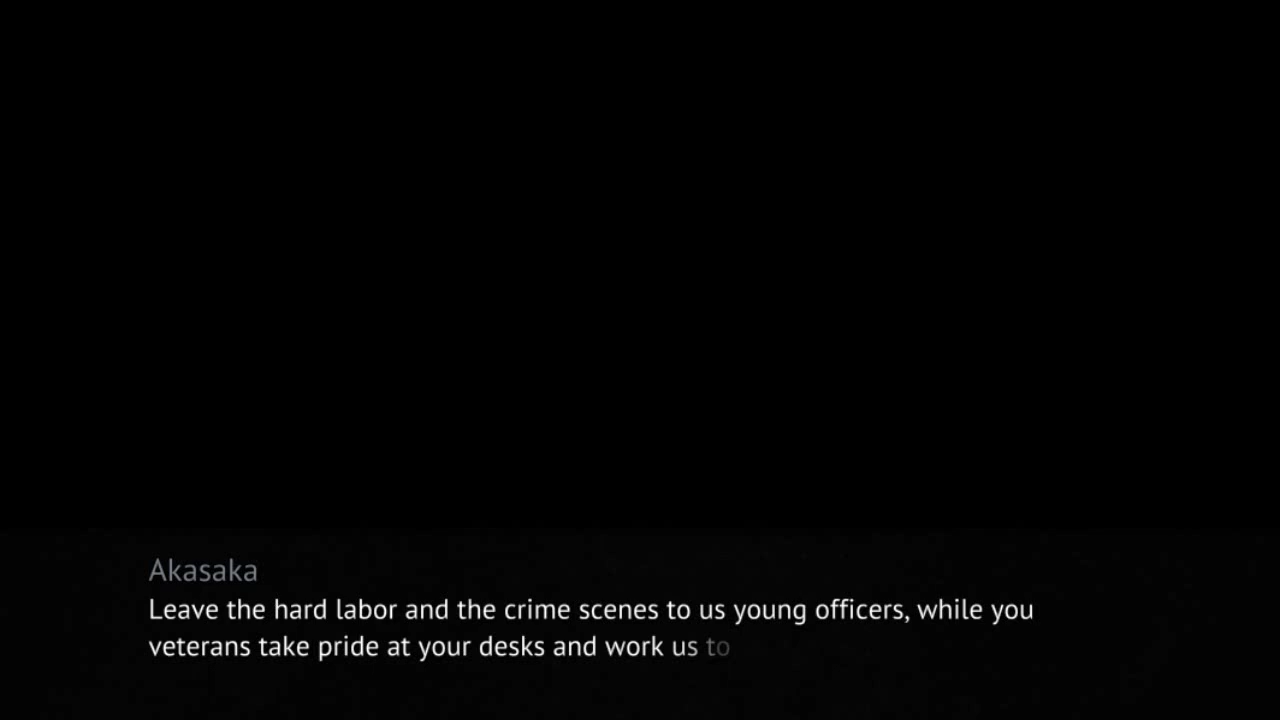 Akasaka
Leave the hard labor and the crime scenes to us young officers, while you
veterans take pride at your desks and work us to